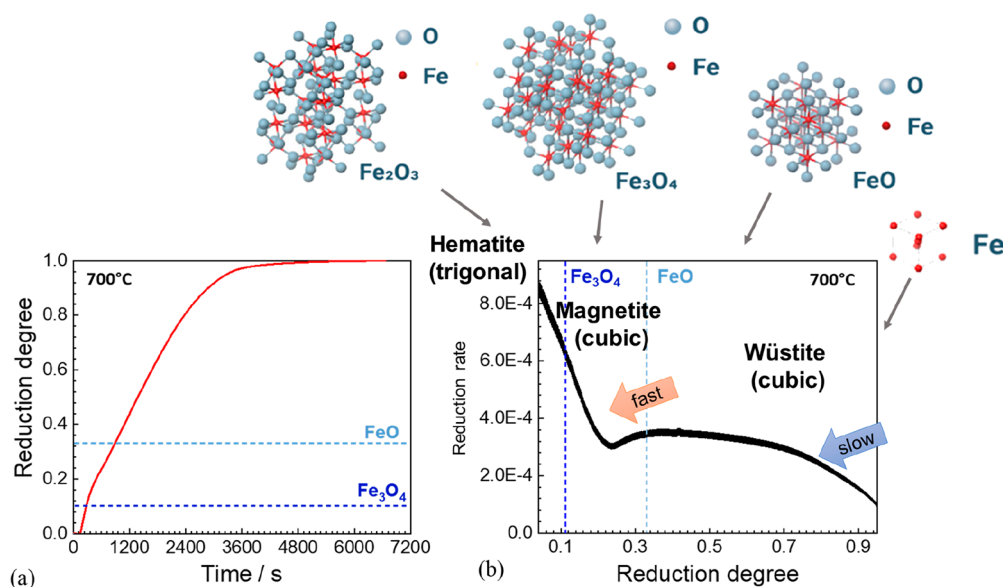 O
Fe
Fe₂O₃
O
Fe
Fe₃O₄
O
Fe
FeO
Fe
Hematite
(trigonal)
1.0
0.8
0.6
0.4
0.2
0.0
Reduction degree
700°C
FeO
Fe₃O₄
0
1200
2400
3600
4800
6000
7200
Time / s
(a)
8.0E-4
6.0E-4
4.0E-4
2.0E-4
0.0
Reduction rate
Fe₃O₄
FeO
700°C
Magnetite
(cubic)
Wüstite
(cubic)
fast
slow
0.1
0.3
0.5
0.7
0.9
Reduction degree
(b)